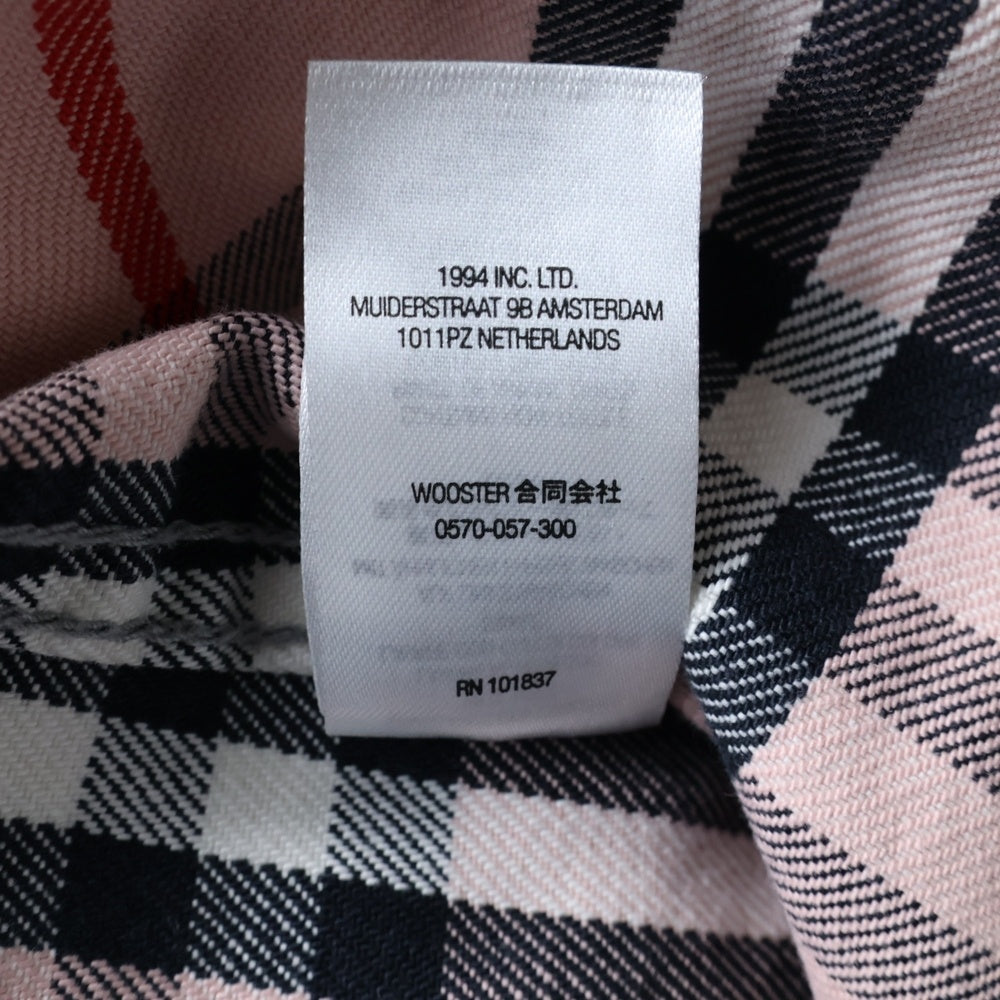 1994 INC. LTD.
MUIDERSTRAAT 9B AMSTERDAM
1011PZ NETHERLANDS
WOOSTER 合同会社
0570-057-300
RN 101837